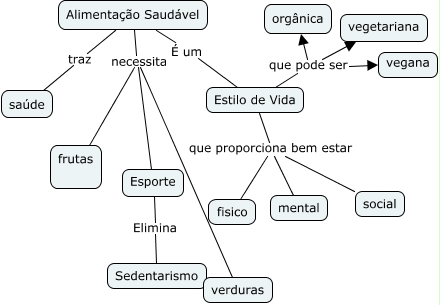 Alimentação Saudável
orgânica
vegetariana
traz
necessita
É um
que pode ser
vegana
saúde
Estilo de Vida
frutas
que proporciona bem estar
Esporte
fisico
mental
social
Elimina
Sedentarismo
verduras